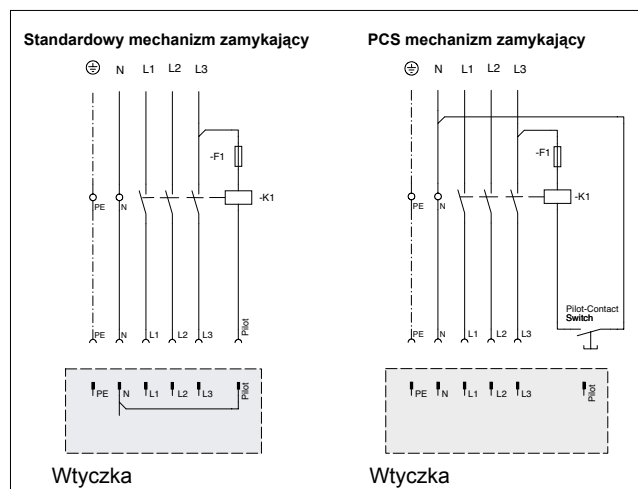 Standardowy mechanizm zamykający
N L1 L2 L3
-F1
-K1
PE N
PE N L1 L2 L3 Pilot
PE N L1 L2 L3 Pilot
Wtyczka
PCS mechanizm zamykający
N L1 L2 L3
-F1
-K1
PE N
Pilot-Contact
Switch
PE N L1 L2 L3
PE N L1 L2 L3 Pilot
Wtyczka